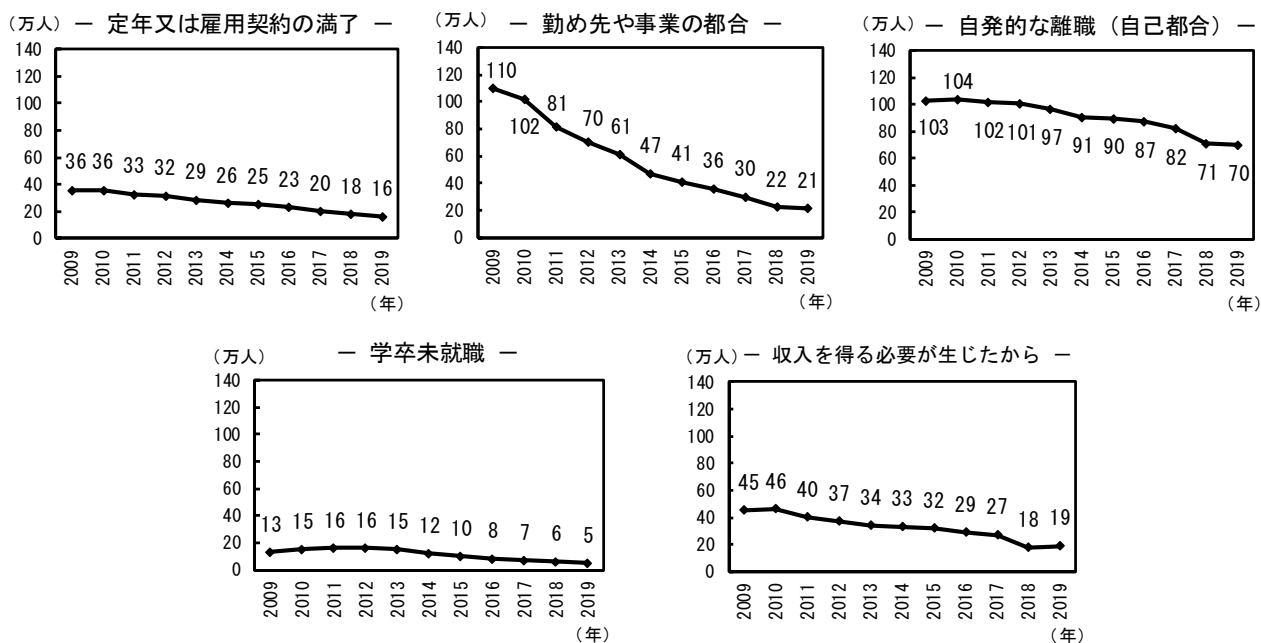 (万人) － 定年又は雇用契約の満了 －
140
120
100
80
60
40
20
0
36 36 33 32 29 26 25 23 20 18 16
2009 2010 2011 2012 2013 2014 2015 2016 2017 2018 2019
(年)
(万人) － 勤め先や事業の都合 －
140
120
100
80
60
40
20
0
110 102 81 70 61 47 41 36 30 22 21
2009 2010 2011 2012 2013 2014 2015 2016 2017 2018 2019
(年)
(万人) － 自発的な離職（自己都合）－
140
120
100
80
60
40
20
0
103 104 102 101 97 91 90 87 82 71 70
2009 2010 2011 2012 2013 2014 2015 2016 2017 2018 2019
(年)
(万人) － 学卒未就職 －
140
120
100
80
60
40
20
0
13 15 16 16 15 12 10 8 7 6 5
2009 2010 2011 2012 2013 2014 2015 2016 2017 2018 2019
(年)
(万人) － 収入を得る必要が生じたから －
140
120
100
80
60
40
20
0
45 46 40 37 34 33 32 29 27 18 19
2009 2010 2011 2012 2013 2014 2015 2016 2017 2018 2019
(年)